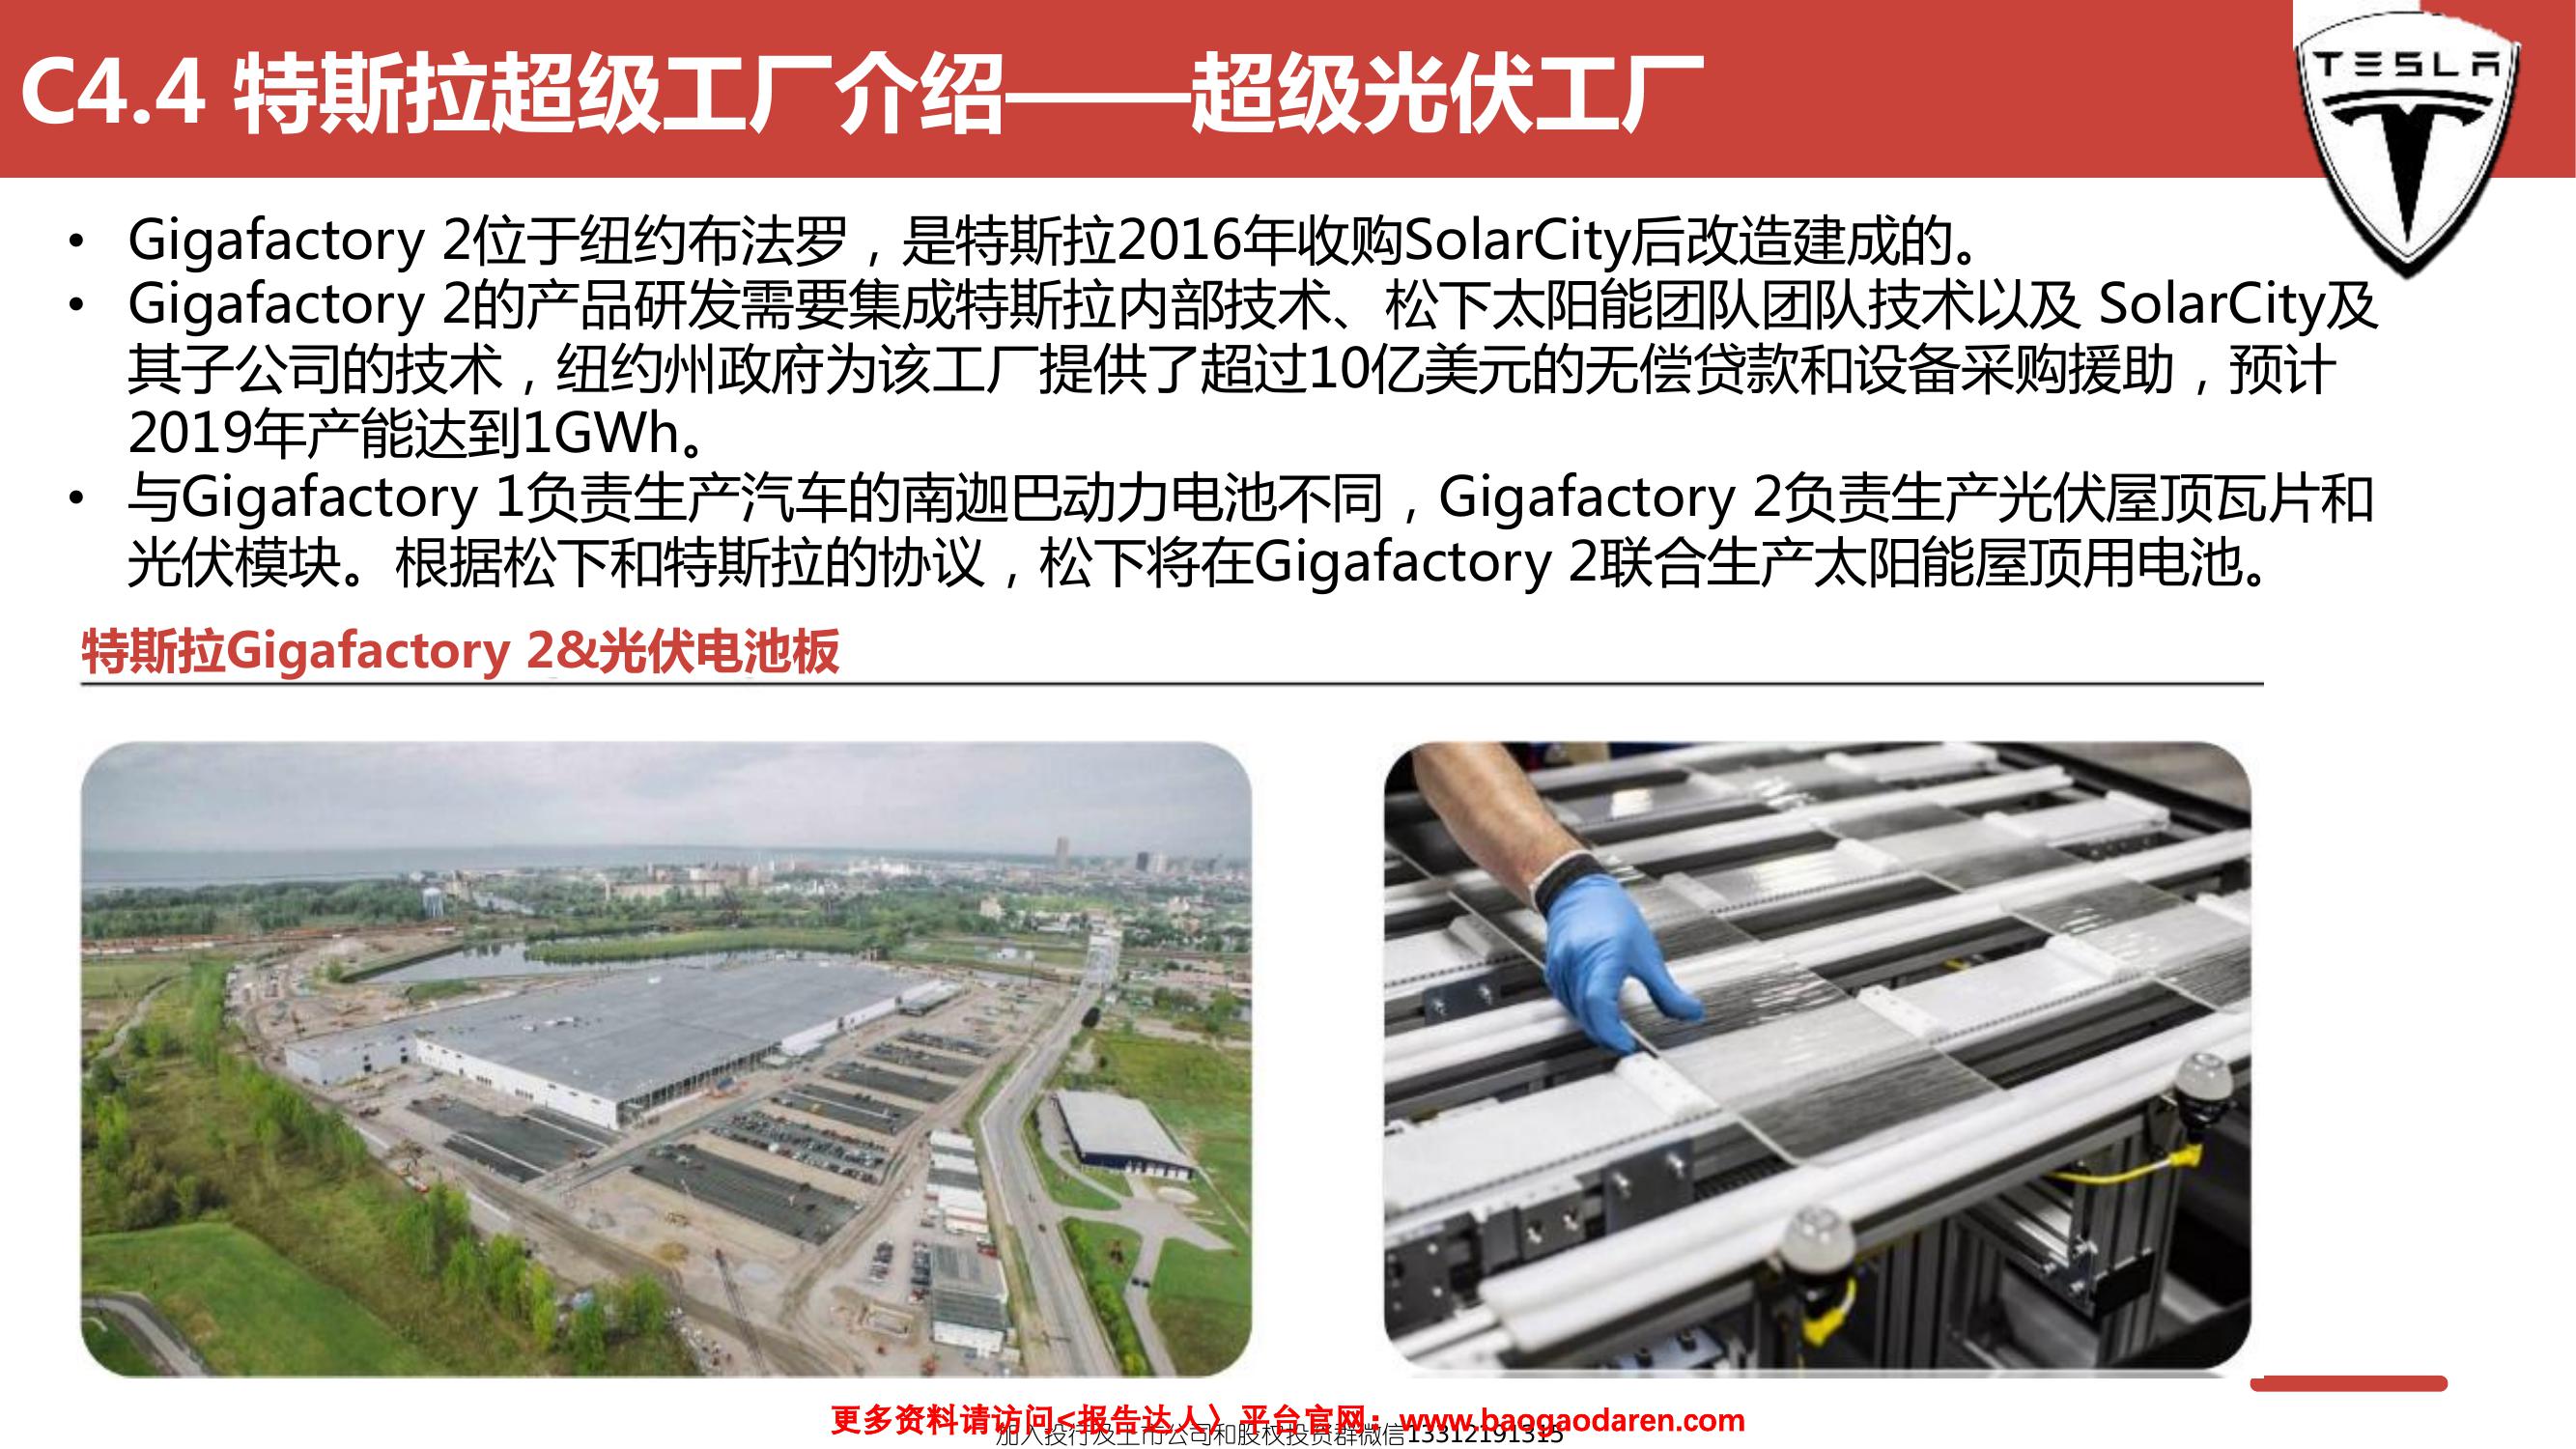 C4.4 特斯拉超级工厂介绍——超级光伏工厂
TESLA
• Gigafactory 2位于纽约布法罗，是特斯拉2016年收购SolarCity后改造建成的。
• Gigafactory 2的产品研发需要集成特斯拉内部技术、松下太阳能团队团队技术以及 SolarCity及
其子公司的技术，纽约州政府为该工厂提供了超过10亿美元的无偿贷款和设备采购援助，预计
2019年产能达到1GWh。
• 与Gigafactory 1负责生产汽车的南迦巴动力电池不同，Gigafactory 2负责生产光伏屋顶瓦片和
光伏模块。根据松下和特斯拉的协议，松下将在Gigafactory 2联合生产太阳能屋顶用电池。
特斯拉Gigafactory 2&光伏电池板
更多资料请访问<报告达人〉平台官网：www.baogaodaren.com
加入投行及上市公司和股权投资群微信13312191315